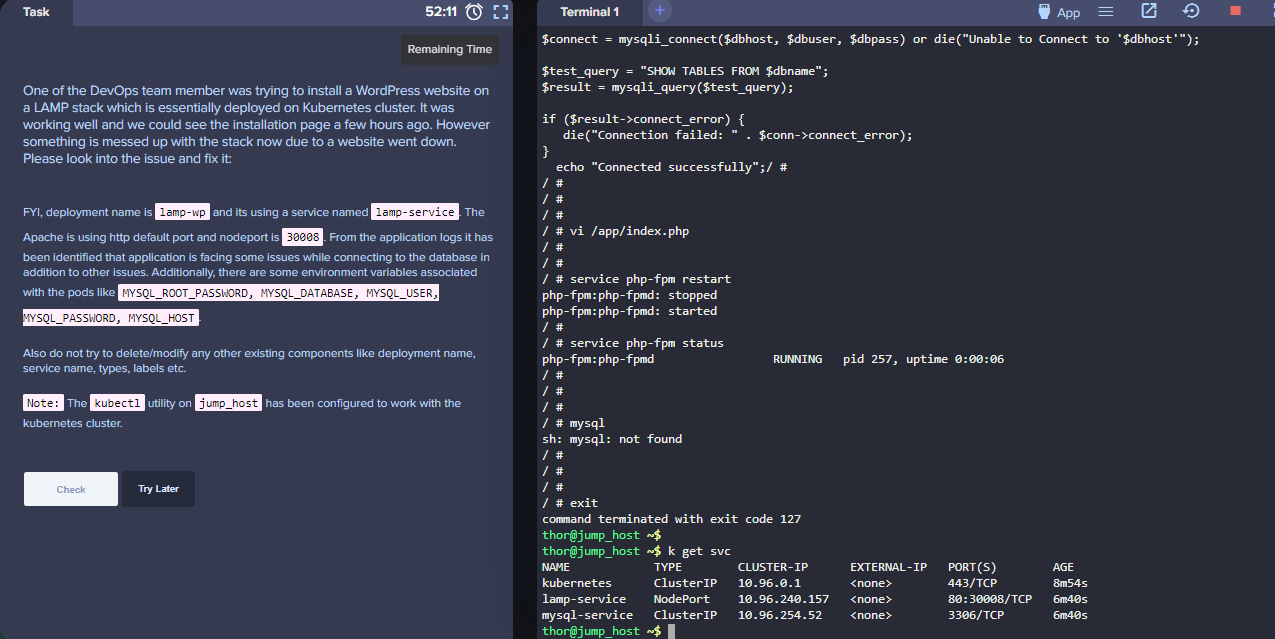 Task
52:11
Remaining Time
One of the DevOps team member was trying to install a WordPress website on
a LAMP stack which is essentially deployed on Kubernetes cluster. It was
working well and we could see the installation page a few hours ago. However
something is messed up with the stack now due to a website went down.
Please look into the issue and fix it:
FYI, deployment name is lamp-wp and its using a service named lamp-service. The
Apache is using http default port and nodeport is 30008. From the application logs it has
been identified that application is facing some issues while connecting to the database in
addition to other issues. Additionally, there are some environment variables associated
with the pods like MYSQL_ROOT_PASSWORD, MYSQL_DATABASE, MYSQL_USER,
MYSQL_PASSWORD, MYSQL_HOST.
Also do not try to delete/modify any other existing components like deployment name,
service name, types, labels etc.
Note: The kubectl utility on jump_host has been configured to work with the
kubernetes cluster.
Check
Try Later
Terminal 1
+
App
$connect = mysqli_connect($dbhost, $dbuser, $dbpass) or die("Unable to Connect to '$dbhost'");
$test_query = "SHOW TABLES FROM $dbname";
$result = mysqli_query($test_query);
if ($result->connect_error) {
die("Connection failed: " . $conn->connect_error);
}
echo "Connected successfully";/ #
/ #
/ #
/ #
/ # vi /app/index.php
/ #
/ #
/ # service php-fpm restart
php-fpm:php-fpmd: stopped
php-fpm:php-fpmd: started
/ #
/ # service php-fpm status
php-fpm:php-fpmd RUNNING pid 257, uptime 0:00:06
/ #
/ #
/ #
/ # mysql
sh: mysql: not found
/ #
/ #
/ #
/ # exit
command terminated with exit code 127
thor@jump_host ~$
thor@jump_host ~$ k get svc
NAME TYPE CLUSTER-IP EXTERNAL-IP PORT(S) AGE
kubernetes ClusterIP 10.96.0.1 <none> 443/TCP 8m54s
lamp-service NodePort 10.96.240.157 <none> 80:30008/TCP 6m40s
mysql-service ClusterIP 10.96.254.52 <none> 3306/TCP 6m40s
thor@jump_host ~$